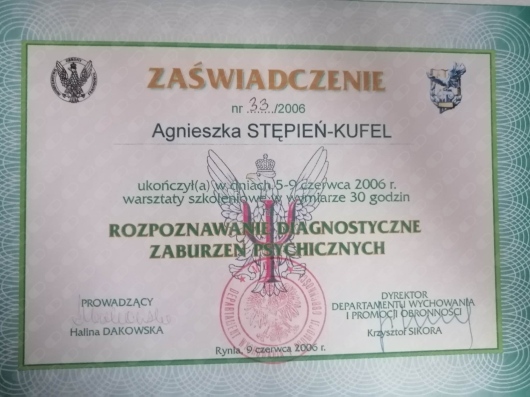 ZAŚWIADCZENIE
nr 33/2006
Agnieszka STĘPIEŃ-KUFEL
ukończył(a) w dniach 5-9 czerwca 2006 r.
warsztaty szkoleniowe w wymiarze 30 godzin
ROZPOZNAWANIE DIAGNOSTYCZNE
ZABURZEŃ PSYCHICZNYCH
PROWADZĄCY
Halina DAKOWSKA
DYREKTOR
DEPARTAMENTU WYCHOWANIA
I PROMOCJI OBRONNOŚCI
Krzysztof SIKORA
Rynia, 9 czerwca 2006 r.